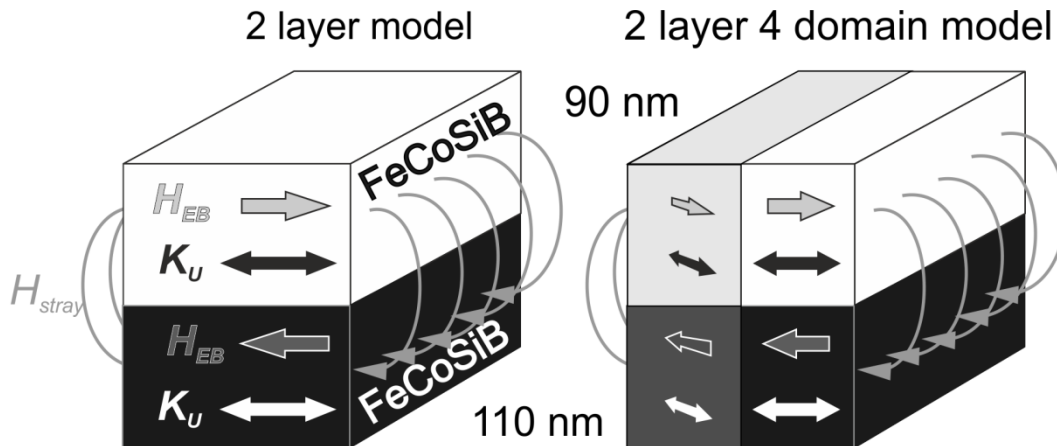 2 layer model
2 layer 4 domain model
90 nm
FeCoSiB
H_EB
K_U
H_stray
H_EB
K_U
FeCoSiB
110 nm